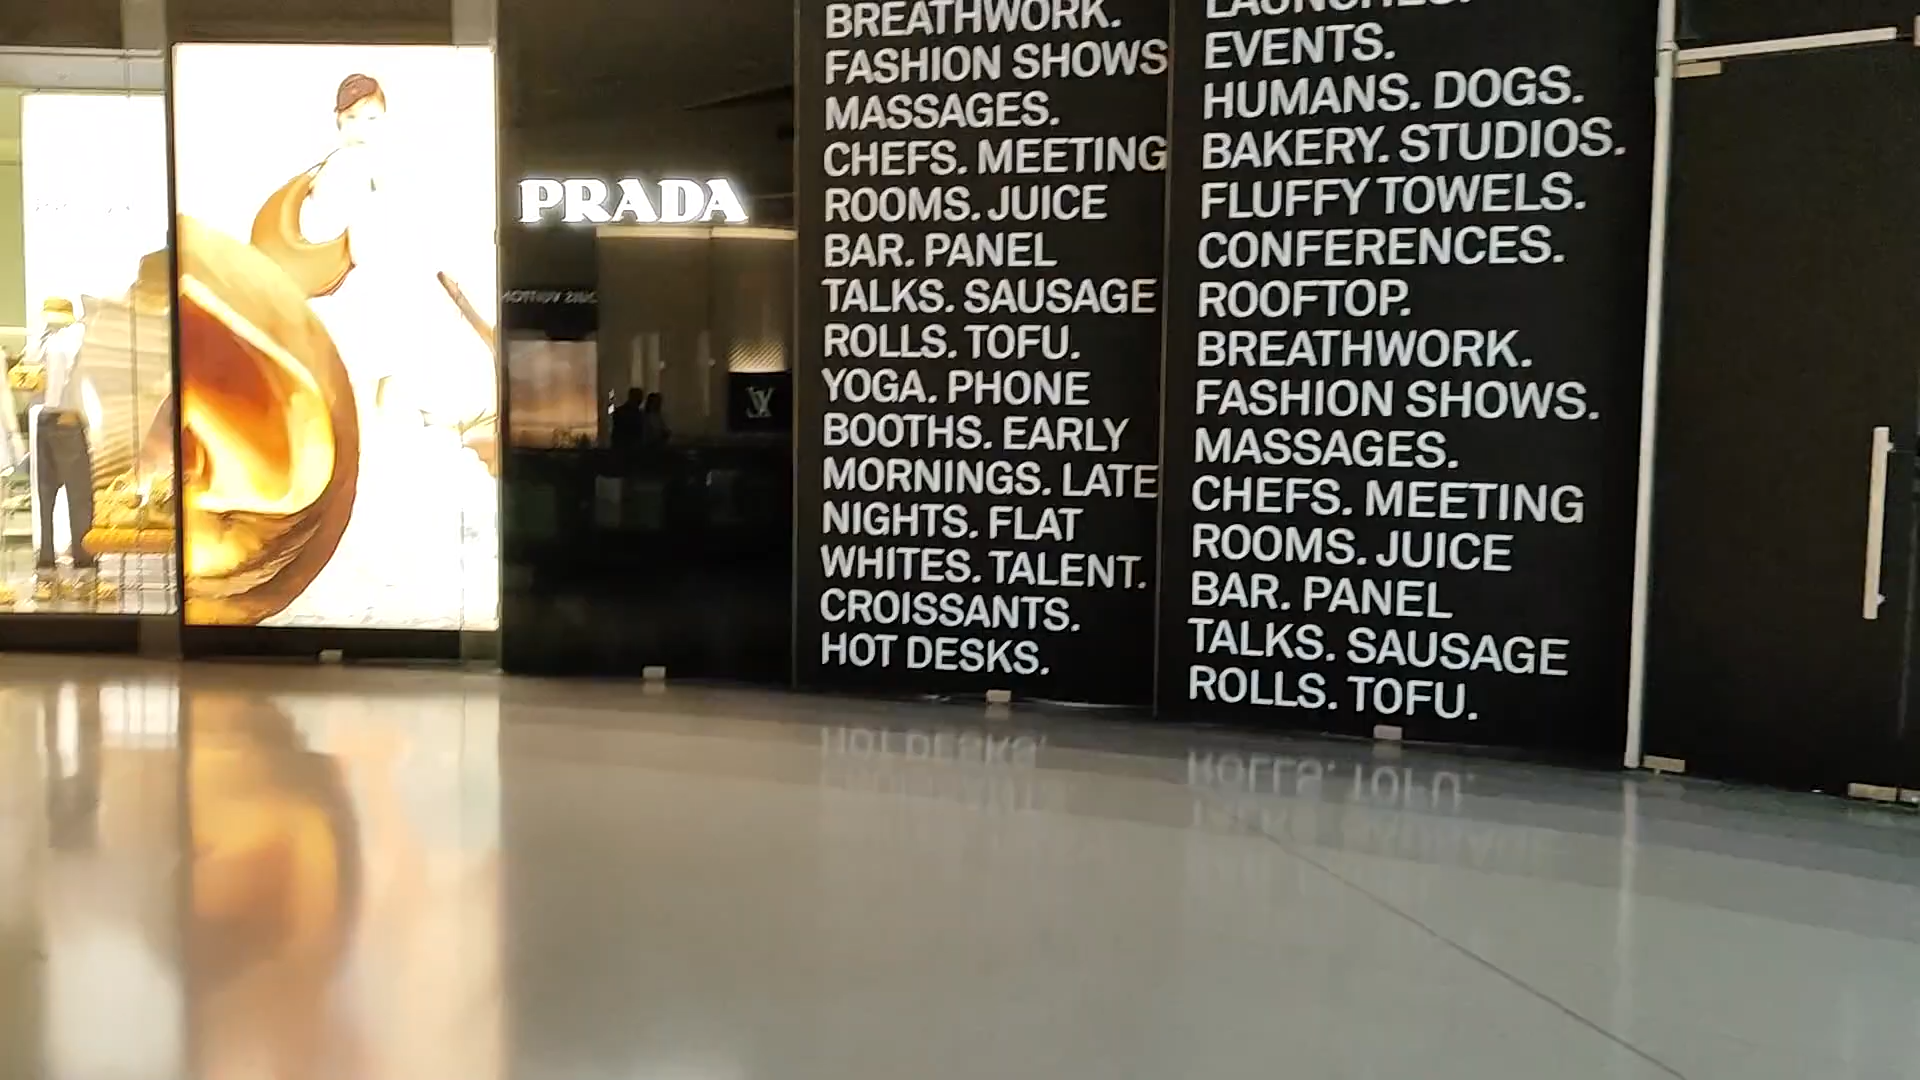 PRADA
BREATHWORK.
FASHION SHOWS
MASSAGES.
CHEFS. MEETING
ROOMS. JUICE
BAR. PANEL
TALKS. SAUSAGE
ROLLS. TOFU.
YOGA. PHONE
BOOTHS. EARLY
MORNINGS. LATE
NIGHTS. FLAT
WHITES. TALENT.
CROISSANTS.
HOT DESKS.
LAUNCHES.
EVENTS.
HUMANS. DOGS.
BAKERY. STUDIOS.
FLUFFY TOWELS.
CONFERENCES.
ROOFTOP.
BREATHWORK.
FASHION SHOWS.
MASSAGES.
CHEFS. MEETING
ROOMS. JUICE
BAR. PANEL
TALKS. SAUSAGE
ROLLS. TOFU.